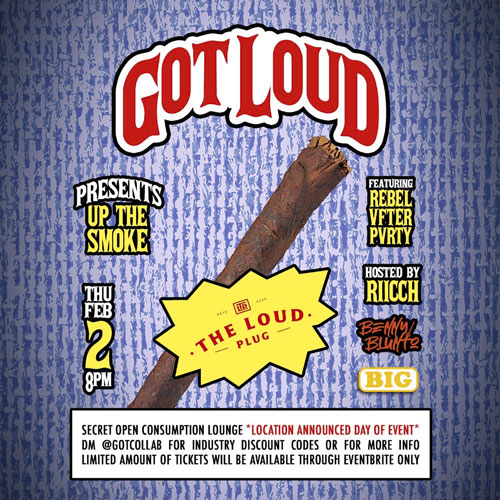 GOT LOUD
PRESENTS
UP THE
SMOKE
FEATURING
REBEL
VFTER
PVRTY
THU
FEB
2
8PM
HOSTED BY
RIICCH
BENNY
BLUNTO
BIG
THE LOUD
PLUG
SECRET OPEN CONSUMPTION LOUNGE *LOCATION ANNOUNCED DAY OF EVENT*
DM @GOTCOLLAB FOR INDUSTRY DISCOUNT CODES OR FOR MORE INFO
LIMITED AMOUNT OF TICKETS WILL BE AVAILABLE THROUGH EVENTBRITE ONLY